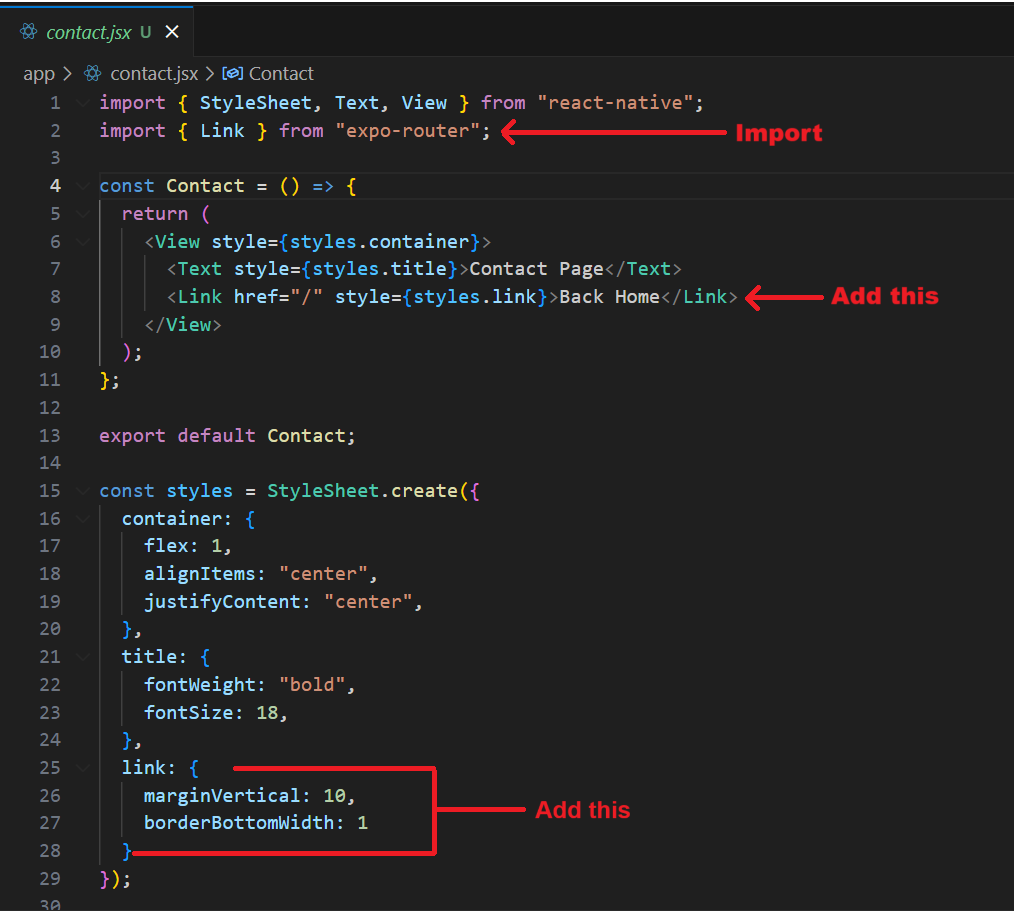 contact.jsx U
app > contact.jsx > Contact
1 import { StyleSheet, Text, View } from "react-native";
2 import { Link } from "expo-router"; Import
3
4 const Contact = () => {
5   return (
6     <View style={styles.container}>
7       <Text style={styles.title}>Contact Page</Text>
8       <Link href="/" style={styles.link}>Back Home</Link> Add this
9     </View>
10   );
11 };
12
13 export default Contact;
14
15 const styles = StyleSheet.create({
16   container: {
17     flex: 1,
18     alignItems: "center",
19     justifyContent: "center",
20   },
21   title: {
22     fontWeight: "bold",
23     fontSize: 18,
24   },
25   link: {
26     marginVertical: 10,
27     borderBottomWidth: 1
Add this
28   }
29 });
30